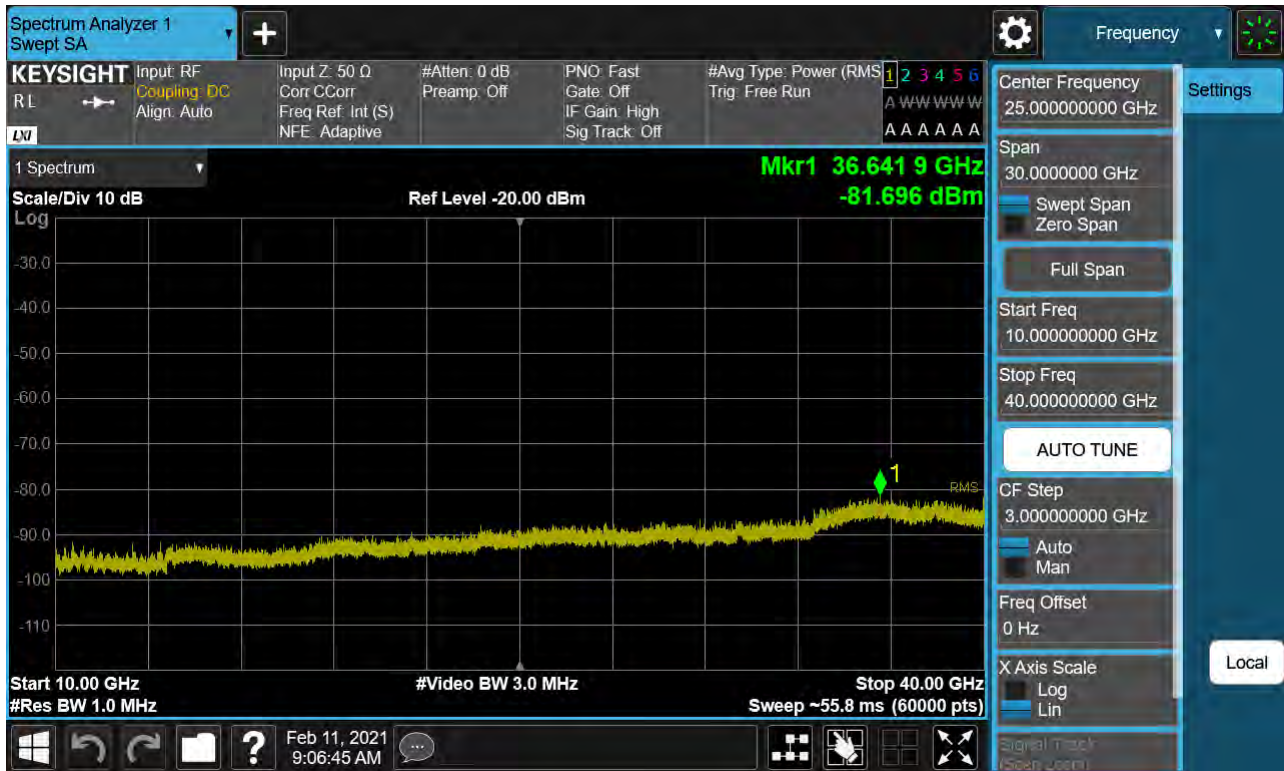 Spectrum Analyzer 1
Swept SA
Frequency
KEYSIGHT
RL
LXI
Input: RF
Coupling: DC
Align: Auto
Input Z: 50 Ω
Corr CCorr
Freq Ref: Int (S)
NFE: Adaptive
#Atten: 0 dB
Preamp: Off
PNO: Fast
Gate: Off
IF Gain: High
Sig Track: Off
#Avg Type: Power (RMS
Trig: Free Run
1 2 3 4 5 6
A W W W W W
A A A A A A
1 Spectrum
Scale/Div 10 dB
Log
Ref Level -20.00 dBm
Mkr1 36.641 9 GHz
-81.696 dBm
-30.0
-40.0
-50.0
-60.0
-70.0
-80.0
-90.0
-100
-110
1
RMS
Start 10.00 GHz
#Res BW 1.0 MHz
#Video BW 3.0 MHz
Stop 40.00 GHz
Sweep ~55.8 ms (60000 pts)
Center Frequency
25.000000000 GHz
Span
30.0000000 GHz
Swept Span
Zero Span
Full Span
Start Freq
10.000000000 GHz
Stop Freq
40.000000000 GHz
AUTO TUNE
CF Step
3.000000000 GHz
Auto
Man
Freq Offset
0 Hz
X Axis Scale
Log
Lin
Signal Track
(Span Zoom)
Settings
Local
?
Feb 11, 2021
9:06:45 AM